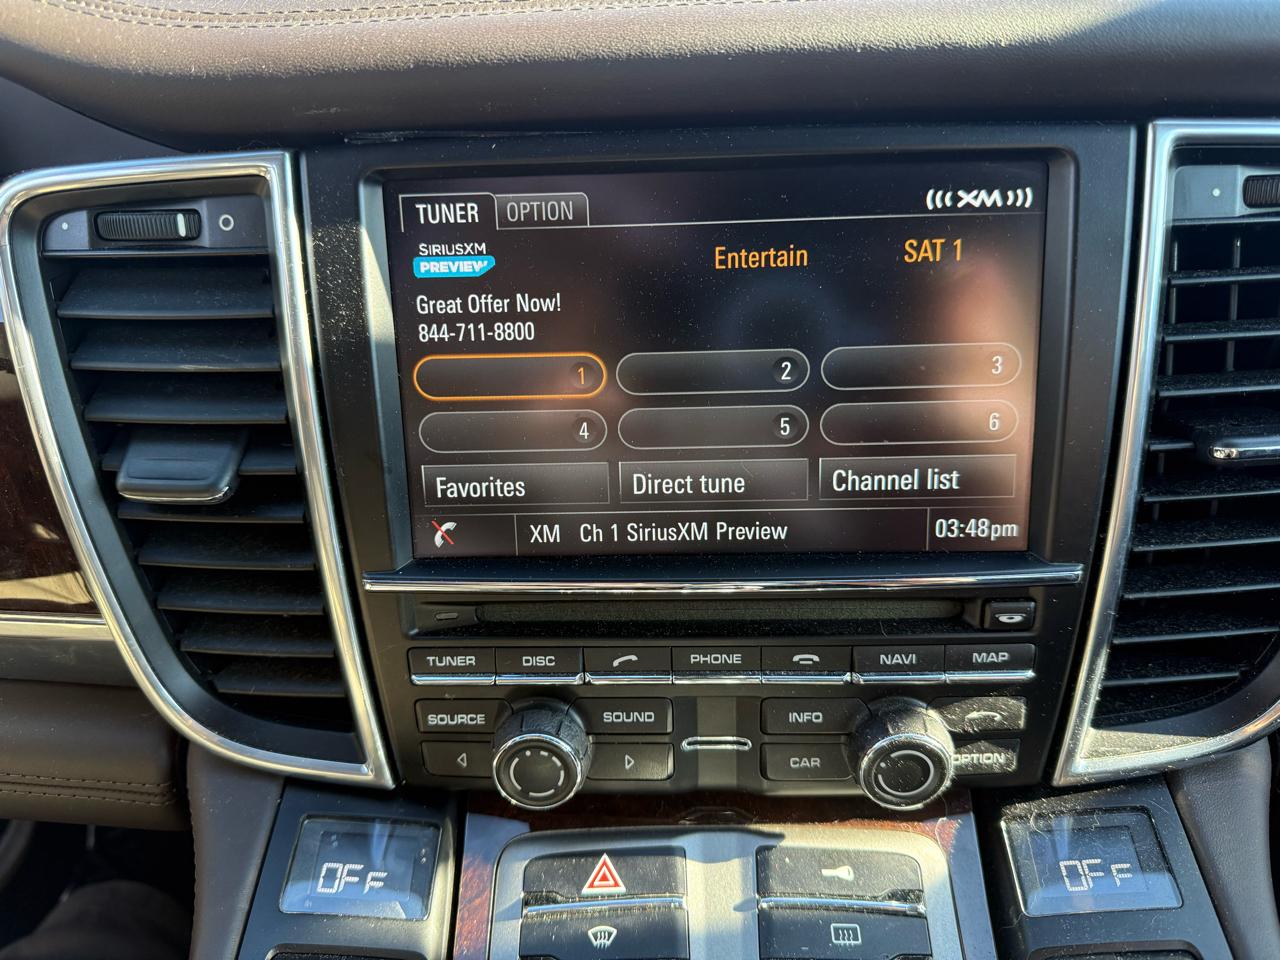 TUNER OPTION XM
SIRIUSXM
PREVIEW
Entertain SAT 1
Great Offer Now!
844-711-8800
1 2 3
4 5 6
Favorites Direct tune Channel list
XM Ch 1 SiriusXM Preview 03:48pm
TUNER DISC PHONE NAVI MAP
SOURCE SOUND INFO
CAR OPTION
OFF OFF